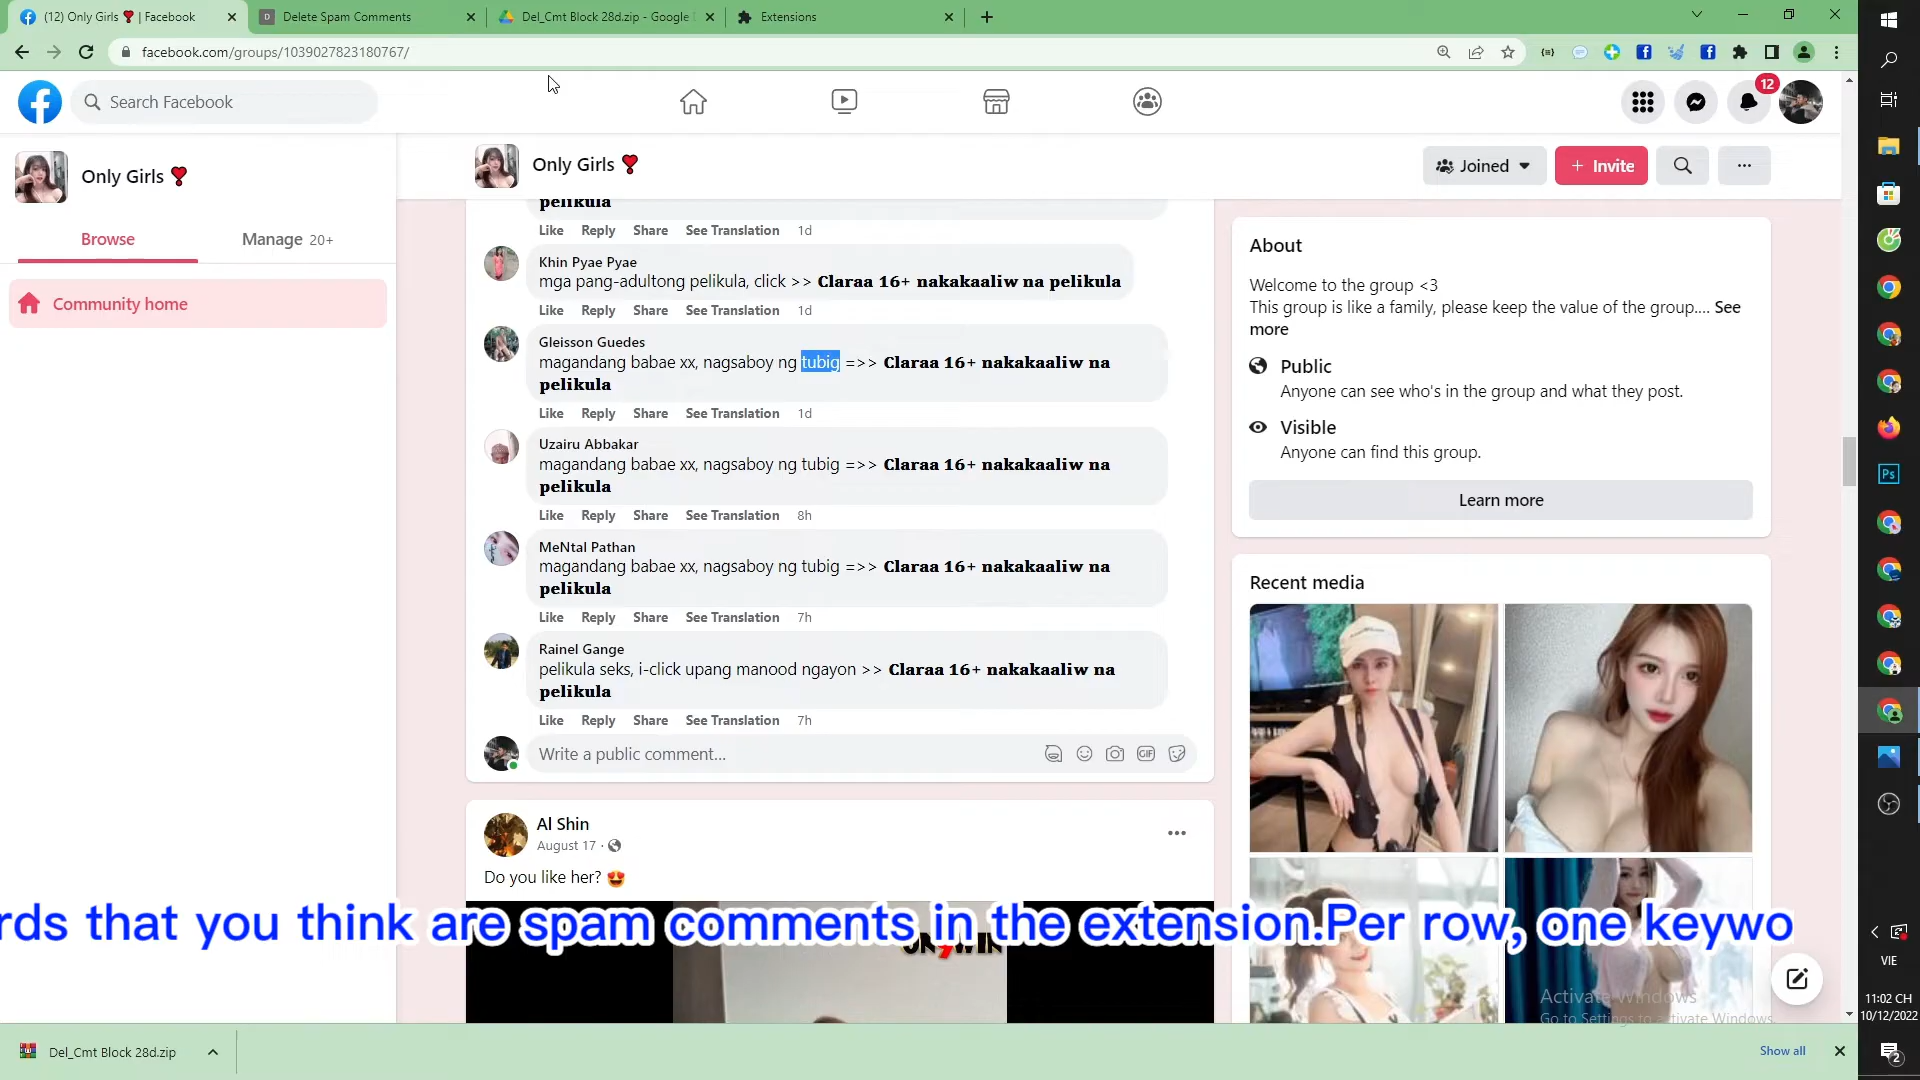 (12) Only Girls ❣ | Facebook
Delete Spam Comments
Del_Cmt Block 28d.zip - Google
Extensions
facebook.com/groups/1039027823180767/
Search Facebook
12
Only Girls ❣
Browse
Manage 20+
Community home
Only Girls ❣
Joined
+ Invite
pelikula
Like Reply Share See Translation 1d
Khin Pyae Pyae
mga pang-adultong pelikula, click >> Claraa 16+ nakakaaliw na pelikula
Like Reply Share See Translation 1d
Gleisson Guedes
magandang babae xx, nagsaboy ng tubig =>> Claraa 16+ nakakaaliw na
pelikula
Like Reply Share See Translation 1d
Uzairu Abbakar
magandang babae xx, nagsaboy ng tubig =>> Claraa 16+ nakakaaliw na
pelikula
Like Reply Share See Translation 8h
MeNtal Pathan
magandang babae xx, nagsaboy ng tubig =>> Claraa 16+ nakakaaliw na
pelikula
Like Reply Share See Translation 7h
Rainel Gange
pelikula seks, i-click upang manood ngayon >> Claraa 16+ nakakaaliw na
pelikula
Like Reply Share See Translation 7h
Write a public comment...
GIF
Al Shin
August 17 ·
Do you like her? 😍
About
Welcome to the group <3
This group is like a family, please keep the value of the group.... See
more
Public
Anyone can see who's in the group and what they post.
Visible
Anyone can find this group.
Learn more
Recent media
rds that you think are spam comments in the extension.Per row, one keywo
Activate Windows
Go to Settings to activate Windows.
Del_Cmt Block 28d.zip
Show all
Ps
VIE
11:02 CH
10/12/2022
2